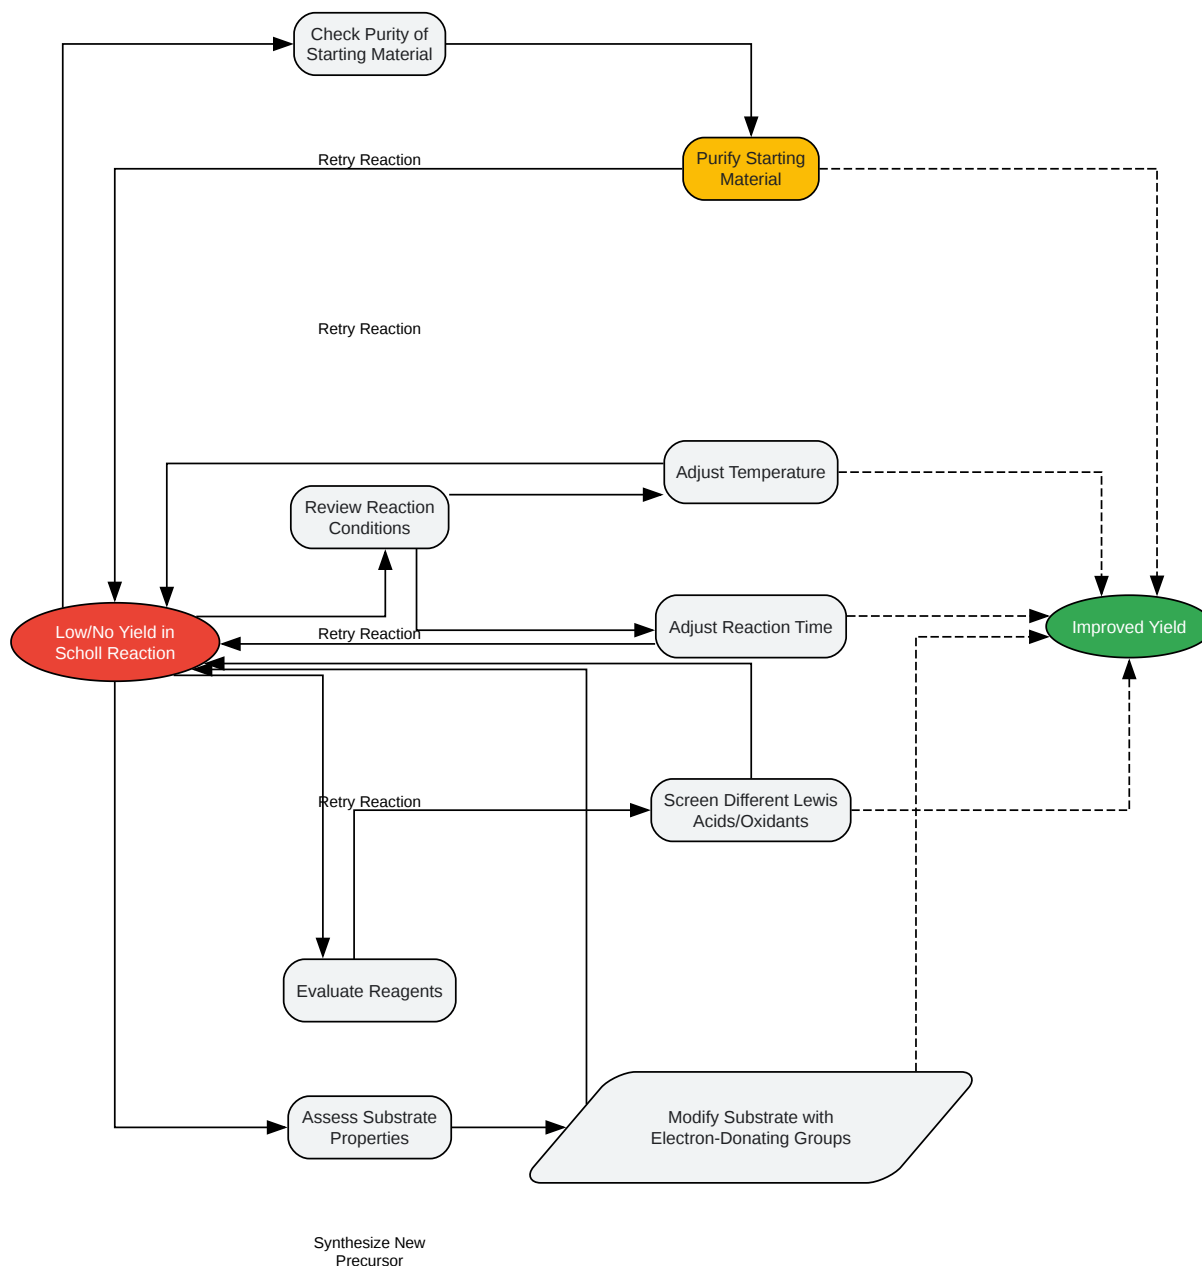 Check Purity of
Starting Material
Retry Reaction
Purify Starting
Material
Retry Reaction
Adjust Temperature
Review Reaction
Conditions
Low/No Yield in
Scholl Reaction
Retry Reaction
Adjust Reaction Time
Improved Yield
Retry Reaction
Screen Different Lewis
Acids/Oxidants
Evaluate Reagents
Assess Substrate
Properties
Modify Substrate with
Electron-Donating Groups
Synthesize New
Precursor